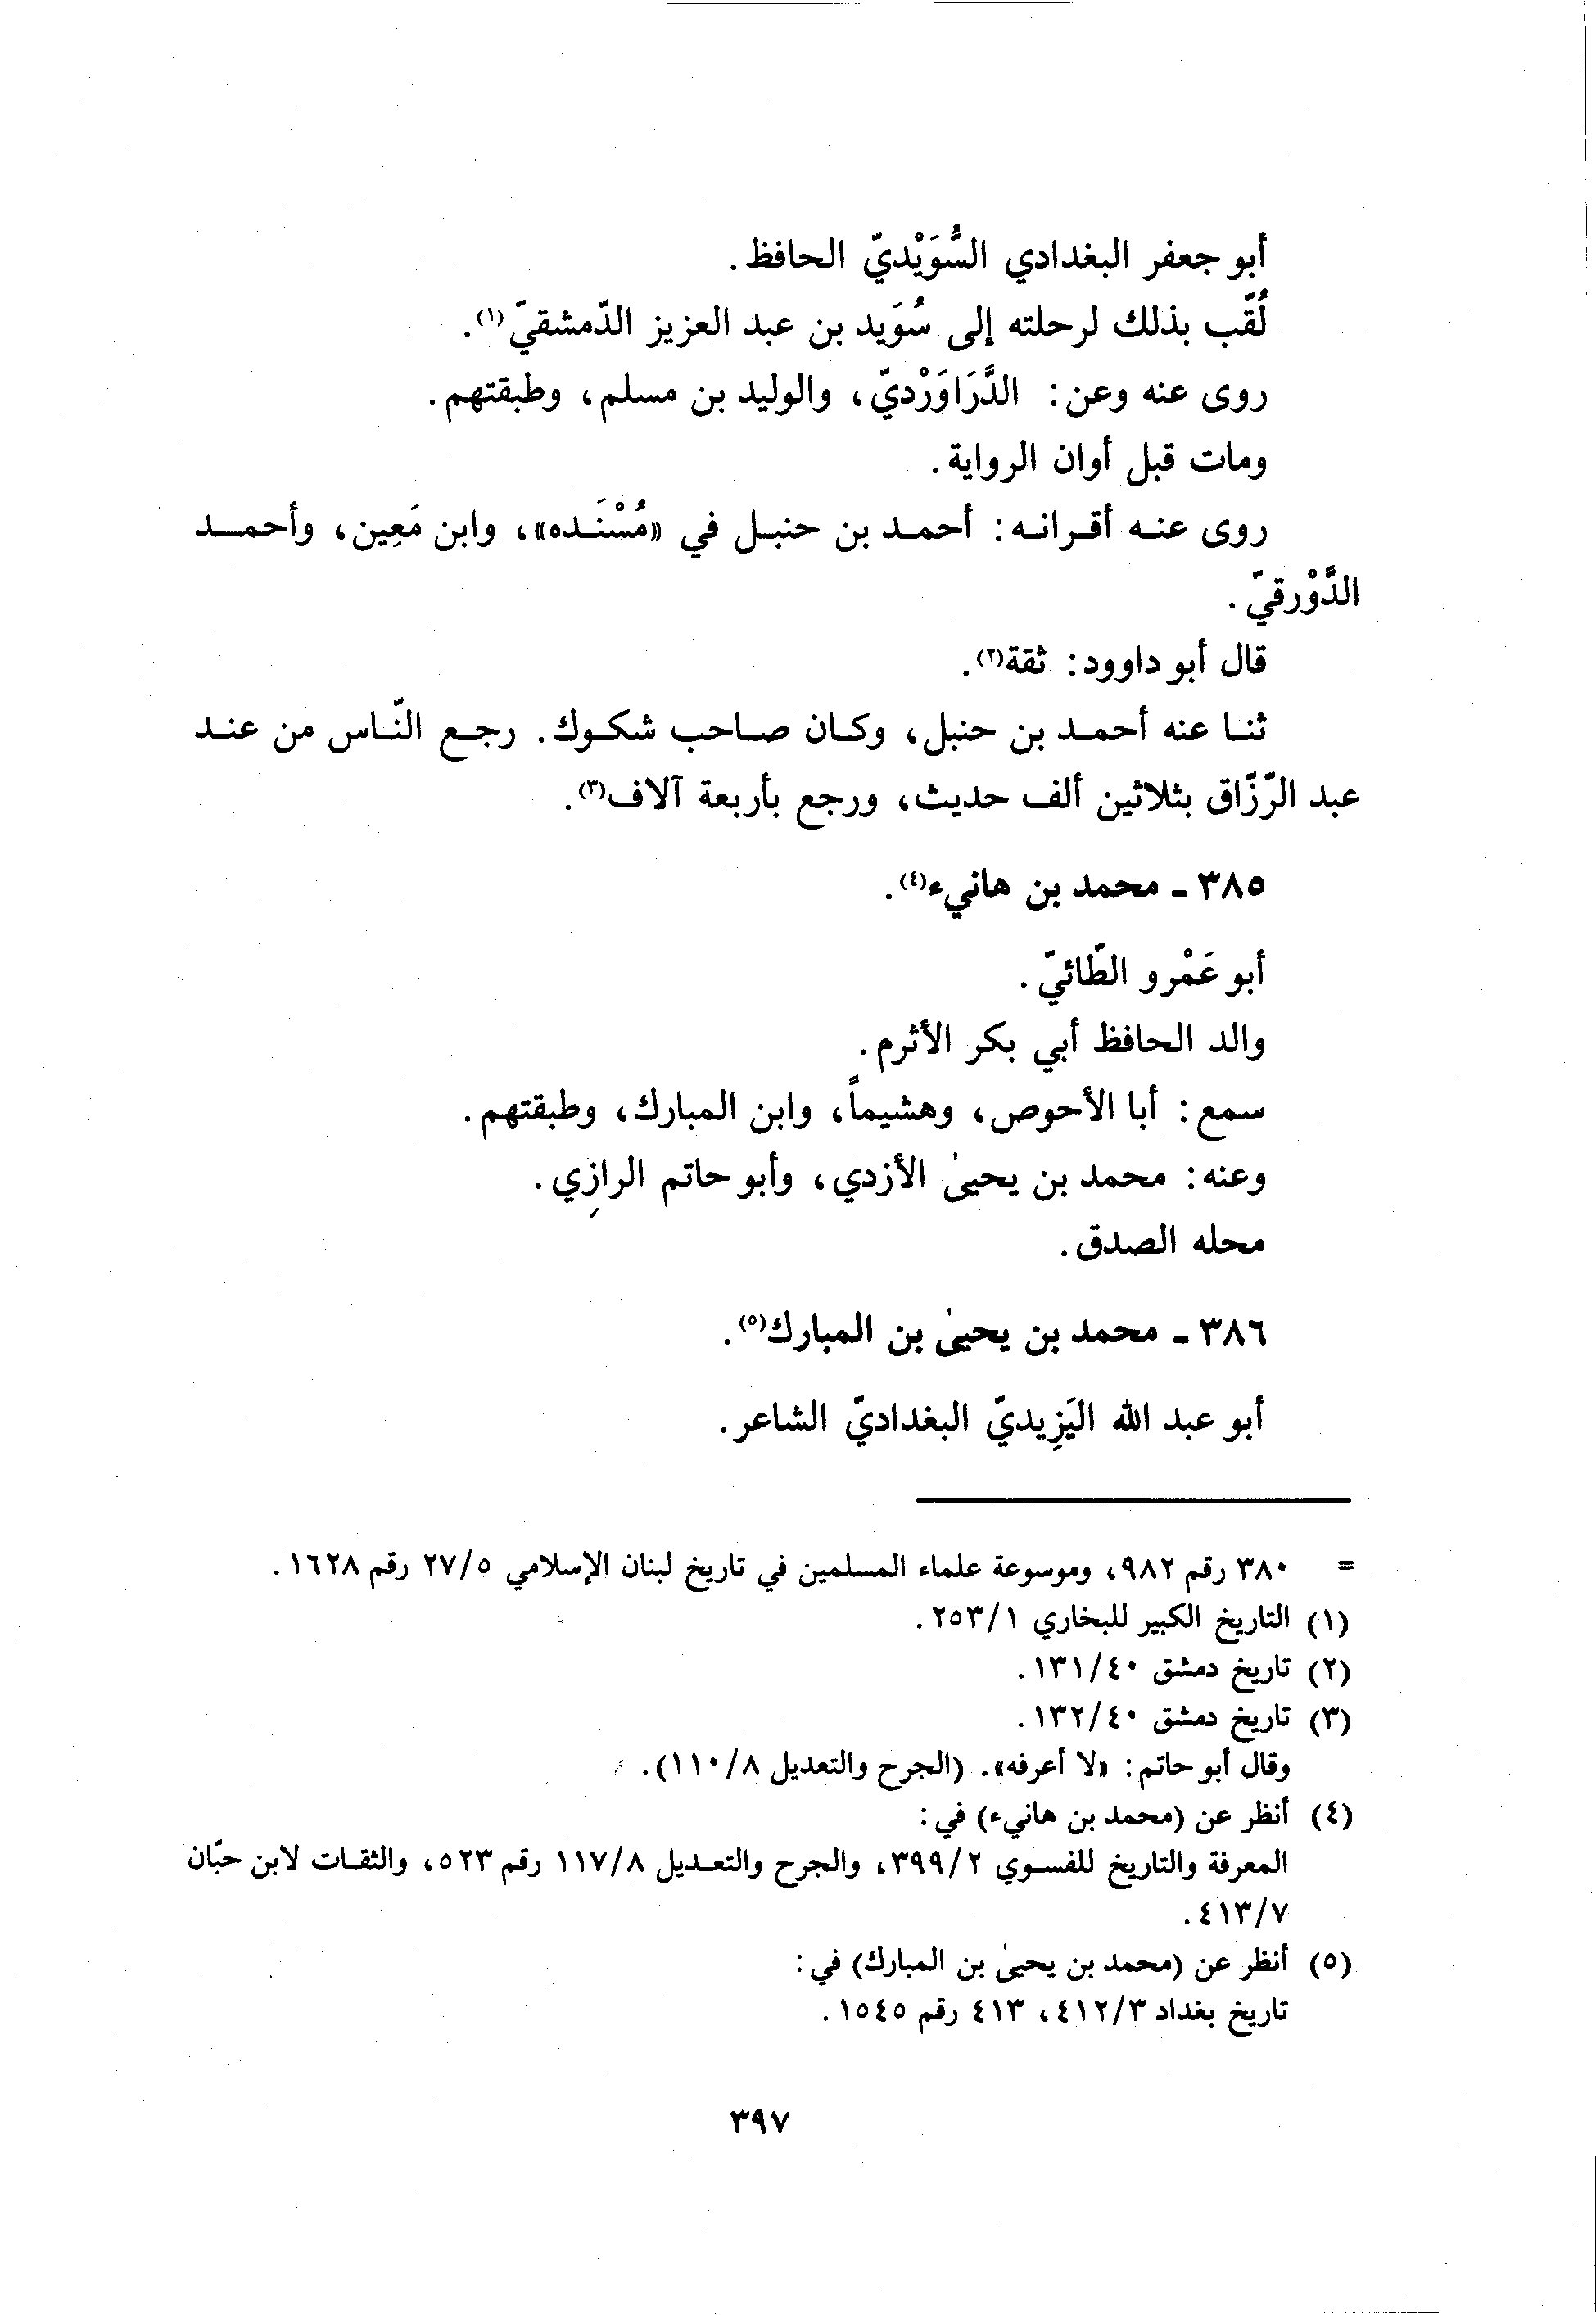 أبو جعفر البغدادي السُّوَيْديّ الحافظ.
لُقّب بذلك لرحلته إلى سُوَيد بن عبد العزيز الدّمشقيّ(١).
روى عنه وعن: الدَّرَاوَرْديّ، والوليد بن مسلم، وطبقتهم.
ومات قبل أوان الرواية.
روى عنه أقرانه: أحمد بن حنبل في «مُسْنَده»، وابن مَعِين، وأحمد
الدَّوْرقيّ.
قال أبو داوود: ثقة(٢).
ثنا عنه أحمد بن حنبل، وكان صاحب شكوك. رجع النّاس من عند
عبد الرّزّاق بثلاثين ألف حديث، ورجع بأربعة آلاف(٣).
٣٨٥ - محمد بن هانيء(٤).
أبو عَمْرو الطّائيّ.
والد الحافظ أبي بكر الأثرم.
سمع: أبا الأحوص، وهشيماً، وابن المبارك، وطبقتهم.
وعنه: محمد بن يحيىٰ الأزدي، وأبو حاتم الرازي.
محله الصدق.
٣٨٦ - محمد بن يحيىٰ بن المبارك(٥).
أبو عبد الله اليَزِيديّ البغداديّ الشاعر.
= ٣٨٠ رقم ٩٨٢، وموسوعة علماء المسلمين في تاريخ لبنان الإسلامي ٢٧/٥ رقم ١٦٢٨.
(١) التاريخ الكبير للبخاري ٢٥٣/١.
(٢) تاريخ دمشق ١٣١/٤٠.
(٣) تاريخ دمشق ١٣٢/٤٠.
وقال أبو حاتم: «لا أعرفه». (الجرح والتعديل ١١٠/٨).
(٤) أنظر عن (محمد بن هانيء) في:
المعرفة والتاريخ للفسوي ٣٩٩/٢، والجرح والتعديل ١١٧/٨ رقم ٥٢٣، والثقات لابن حبّان
٤١٣/٧.
(٥) أنظر عن (محمد بن يحيىٰ بن المبارك) في:
تاريخ بغداد ٤١٢/٣، ٤١٣ رقم ١٥٤٥.
٣٩٧